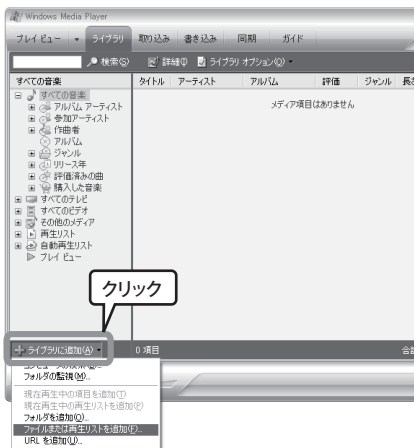 Windows Media Player
プレイ ビュー ライブラリ 取り込み 書き込み 同期 ガイド
検索(S) 詳細(I) ライブラリ オプション(O)
すべての音楽 タイトル アーティスト アルバム 評価 ジャンル 長さ
すべての音楽 メディア項目はありません
アルバム アーティスト
参加アーティスト
作曲者
アルバム
ジャンル
リリース年
評価済みの曲
購入した音楽
すべてのテレビ
すべてのビデオ
その他のメディア
再生リスト
自動再生リスト
プレイ ビュー
クリック
ライブラリに追加(A) 0 項目
フォルダの監視(M)...
現在再生中の項目を追加(T)
現在再生中の再生リストを追加(P)
フォルダを追加(O)...
ファイルまたは再生リストを追加(F)...
URL を追加(U)...